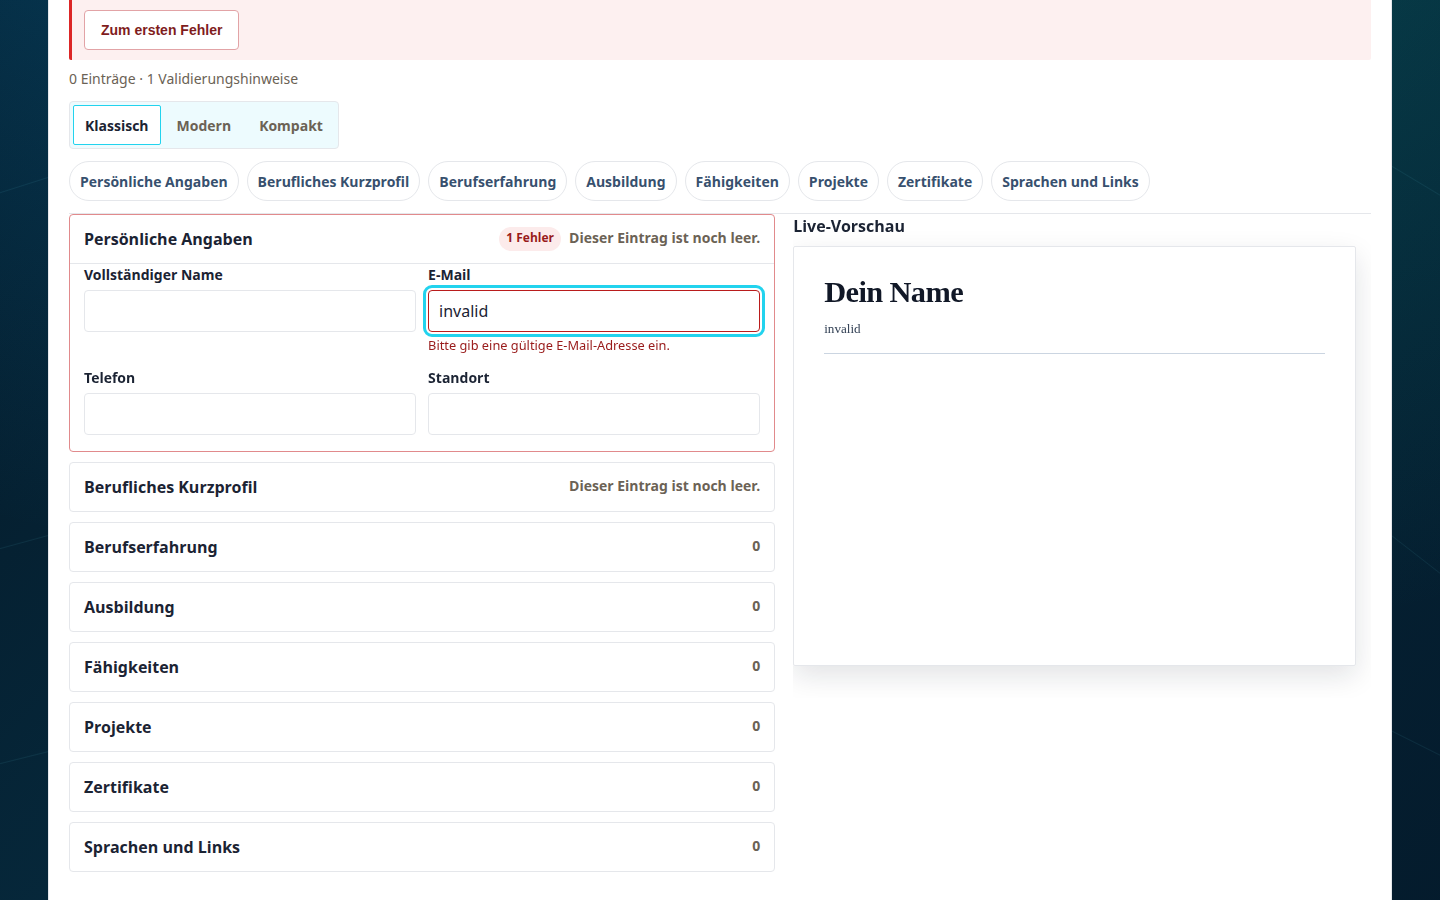 Zum ersten Fehler
0 Einträge · 1 Validierungshinweise
Klassisch Modern Kompakt
Persönliche Angaben Berufliches Kurzprofil Berufserfahrung Ausbildung Fähigkeiten Projekte Zertifikate Sprachen und Links
Persönliche Angaben 1 Fehler Dieser Eintrag ist noch leer.
Vollständiger Name E-Mail
invalid
Bitte gib eine gültige E-Mail-Adresse ein.
Telefon Standort
Berufliches Kurzprofil Dieser Eintrag ist noch leer.
Berufserfahrung 0
Ausbildung 0
Fähigkeiten 0
Projekte 0
Zertifikate 0
Sprachen und Links 0
Live-Vorschau
Dein Name
invalid